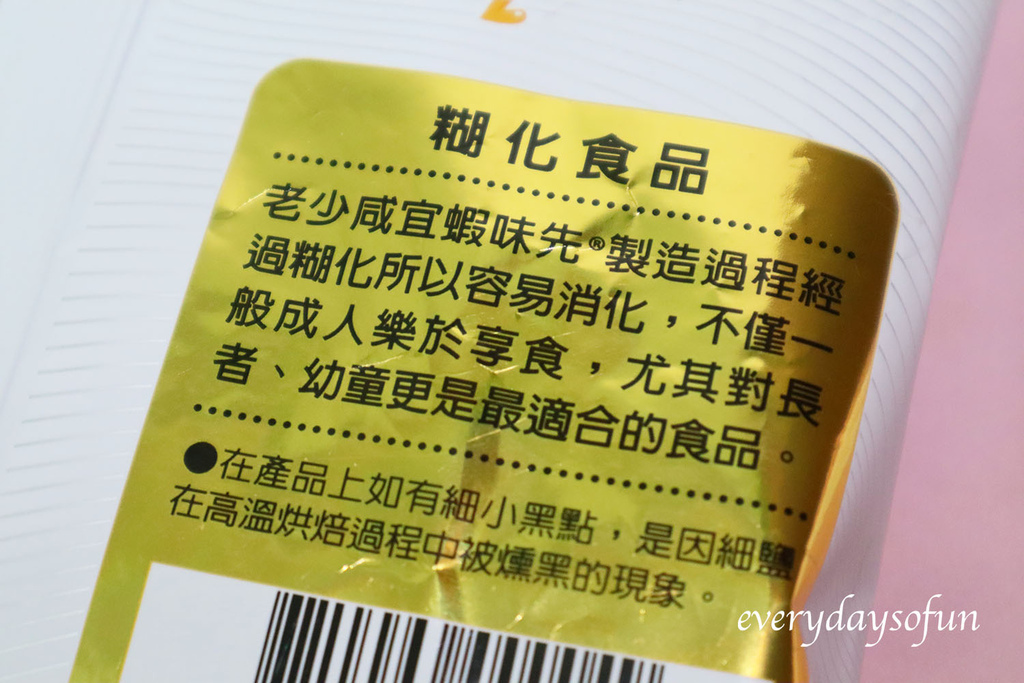 糊化食品
老少咸宜蝦味先®製造過程經
過糊化所以容易消化，不僅一
般成人樂於享食，尤其對長
者、幼童更是最適合的食品。
●在產品上如有細小黑點，是因細鹽
在高溫烘焙過程中被燻黑的現象。
everydaysofun